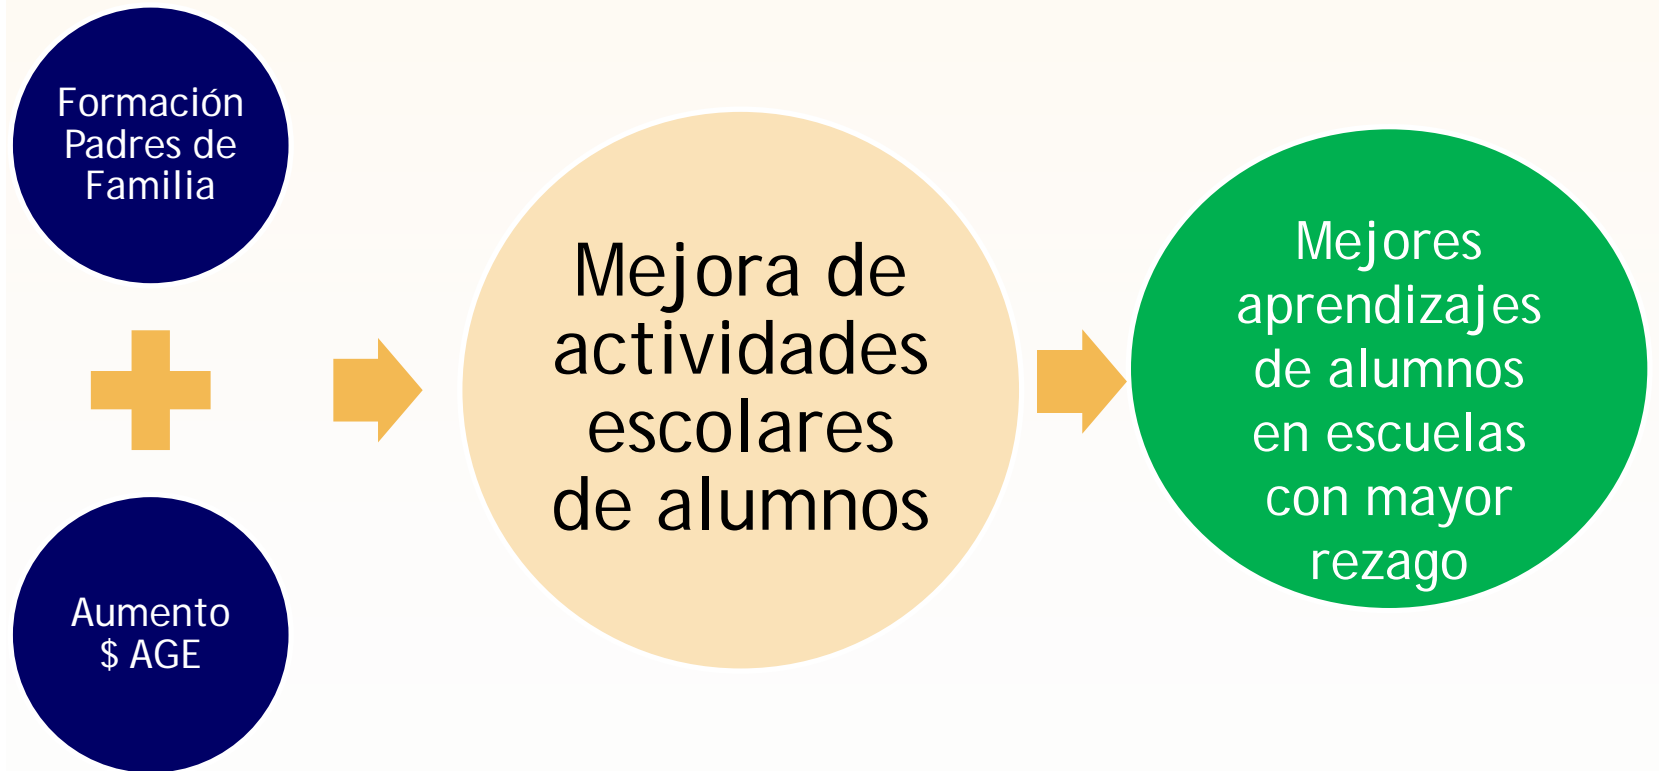 Formación
Padres de
Familia
Aumento
$ AGE
Mejora de
actividades
escolares
de alumnos
Mejores
aprendizajes
de alumnos
en escuelas
con mayor
rezago